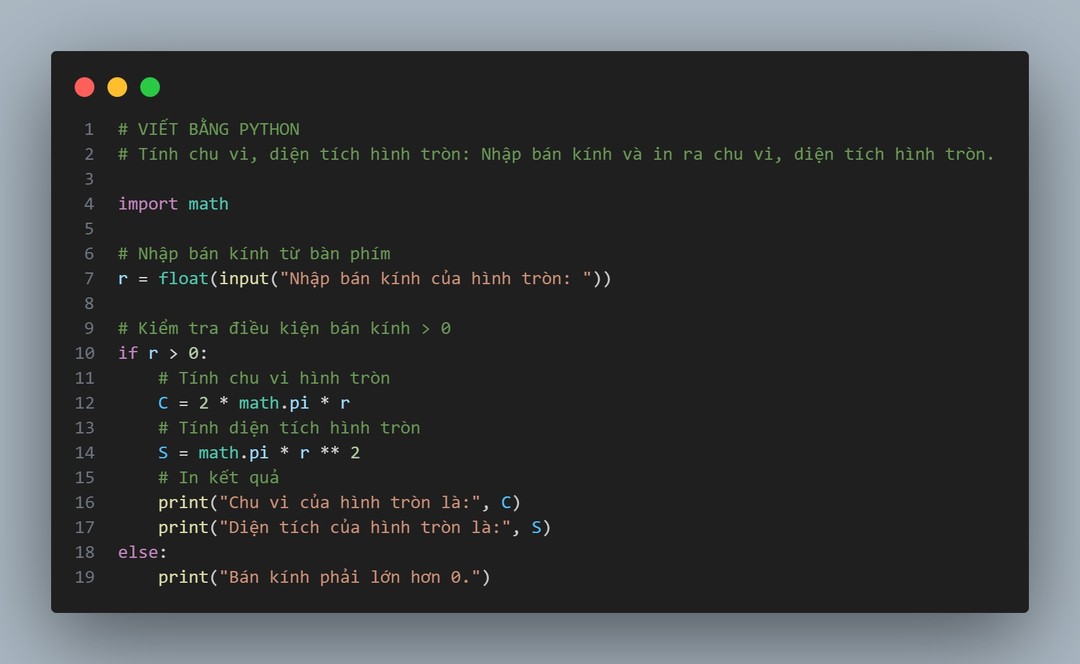 1 # VIẾT BẰNG PYTHON
2 # Tính chu vi, diện tích hình tròn: Nhập bán kính và in ra chu vi, diện tích hình tròn.
3
4 import math
5
6 # Nhập bán kính từ bàn phím
7 r = float(input("Nhập bán kính của hình tròn: "))
8
9 # Kiểm tra điều kiện bán kính > 0
10 if r > 0:
11     # Tính chu vi hình tròn
12     C = 2 * math.pi * r
13     # Tính diện tích hình tròn
14     S = math.pi * r ** 2
15     # In kết quả
16     print("Chu vi của hình tròn là:", C)
17     print("Diện tích của hình tròn là:", S)
18 else:
19     print("Bán kính phải lớn hơn 0.")